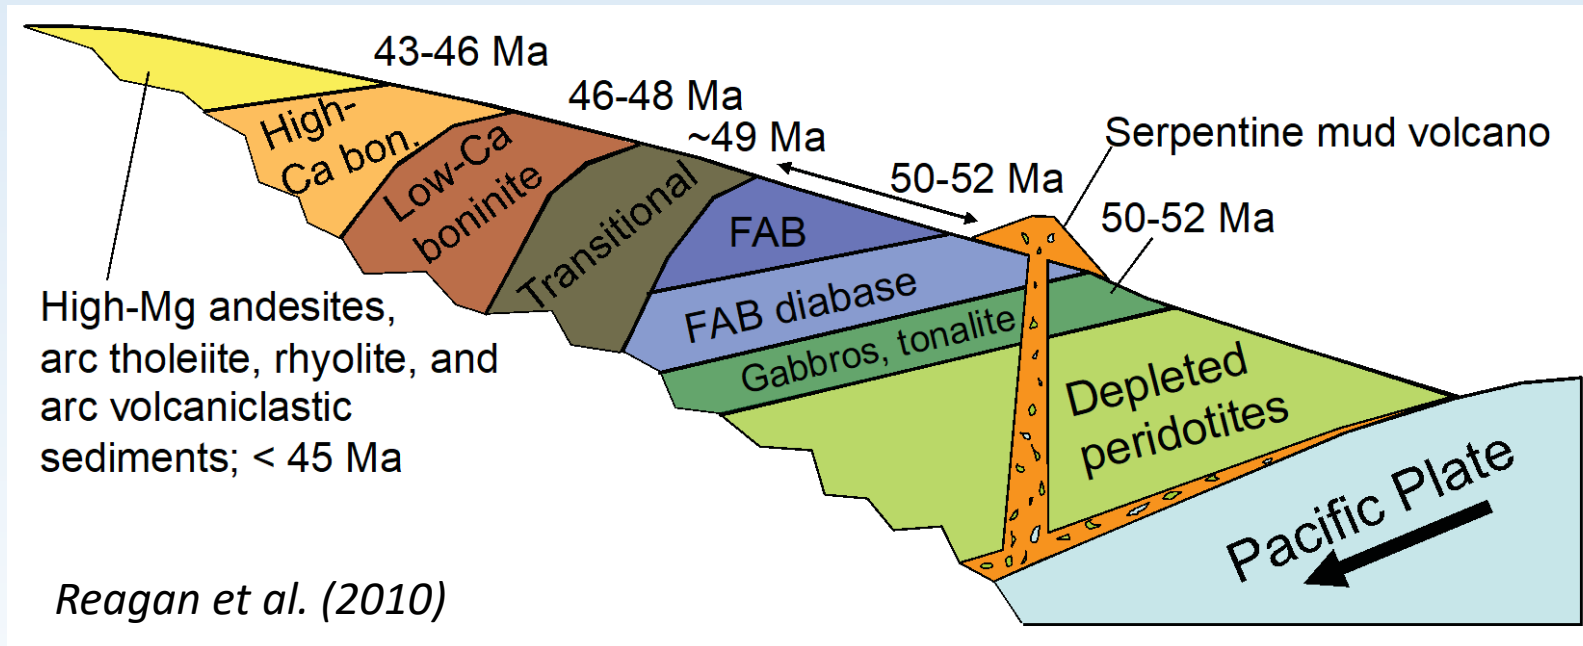 43-46 Ma
46-48 Ma
~49 Ma
50-52 Ma
Serpentine mud volcano
50-52 Ma
High-
Ca bon.
Low-Ca
boninite
Transitional
FAB
FAB diabase
Gabbros, tonalite
Depleted
peridotites
Pacific Plate
High-Mg andesites,
arc tholeiite, rhyolite, and
arc volcaniclastic
sediments; < 45 Ma
Reagan et al. (2010)